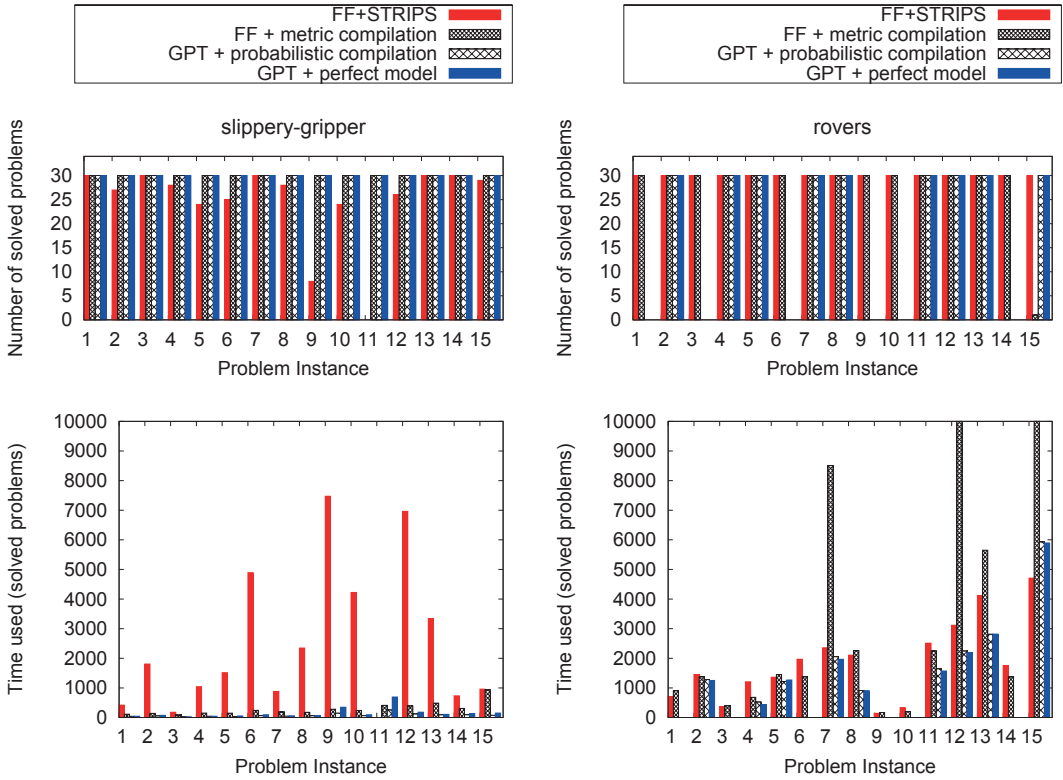 FF+STRIPS
FF + metric compilation
GPT + probabilistic compilation
GPT + perfect model
FF+STRIPS
FF + metric compilation
GPT + probabilistic compilation
GPT + perfect model
slippery-gripper
Number of solved problems
30
25
20
15
10
5
0
1 2 3 4 5 6 7 8 9 10 11 12 13 14 15
Problem Instance
rovers
Number of solved problems
30
25
20
15
10
5
0
1 2 3 4 5 6 7 8 9 10 11 12 13 14 15
Problem Instance
Time used (solved problems)
10000
9000
8000
7000
6000
5000
4000
3000
2000
1000
0
1 2 3 4 5 6 7 8 9 10 11 12 13 14 15
Problem Instance
Time used (solved problems)
10000
9000
8000
7000
6000
5000
4000
3000
2000
1000
0
1 2 3 4 5 6 7 8 9 10 11 12 13 14 15
Problem Instance